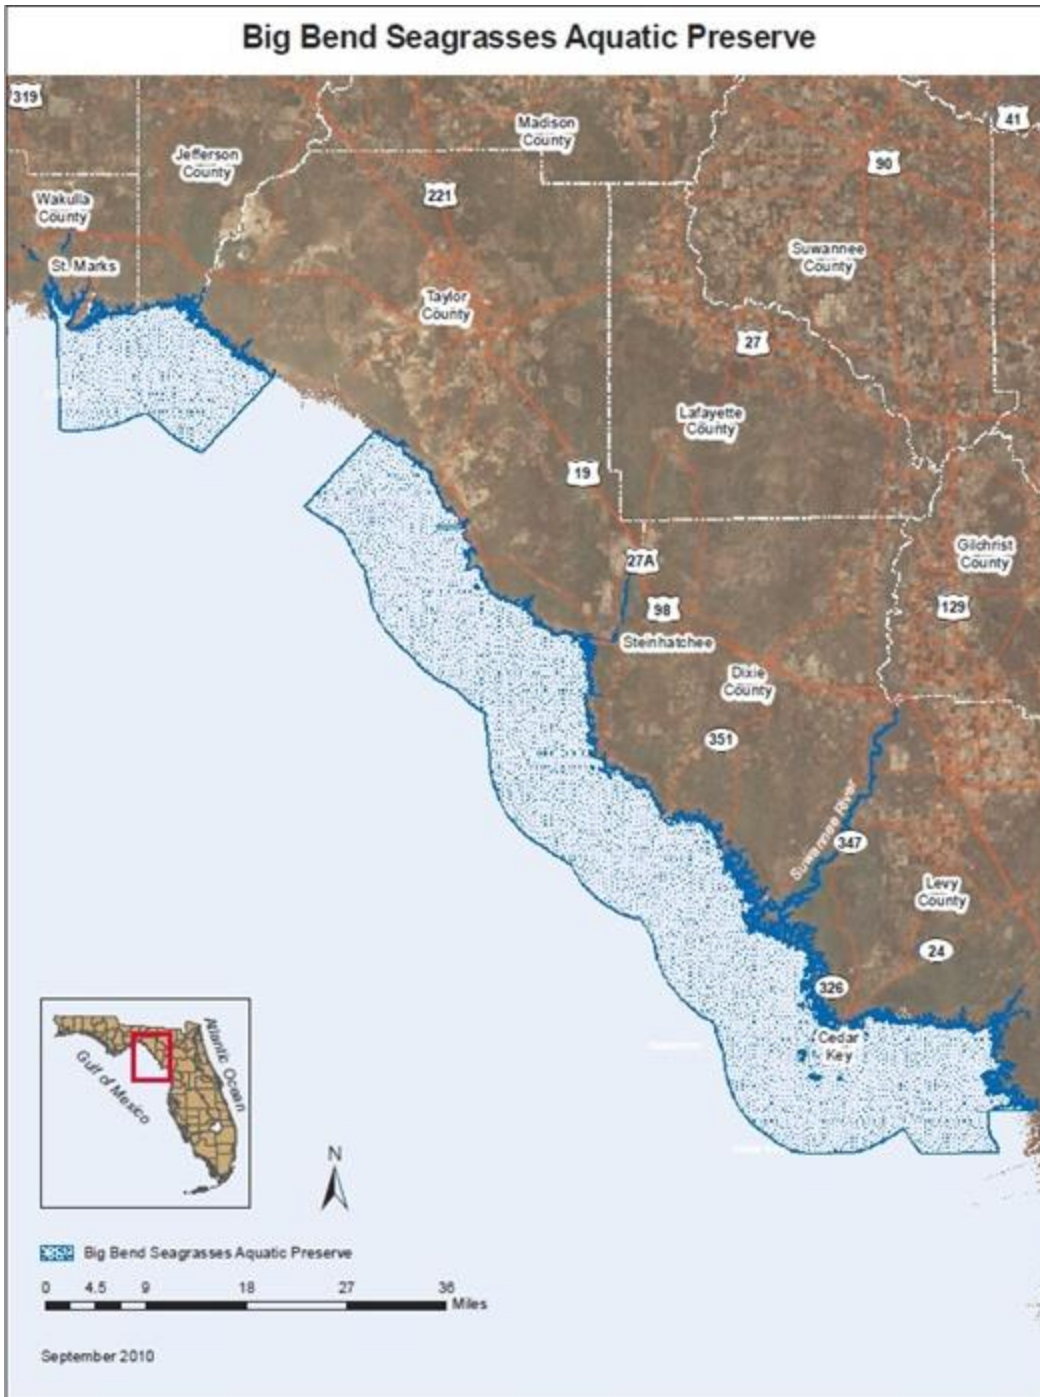 Big Bend Seagrasses Aquatic Preserve
319
41
Madison
County
Jefferson
County
90
221
Wakulla
County
Suwannee
County
St. Marks
Taylor
County
27
Lafayette
County
19
Gilchrist
County
27A
98
129
Steinhatchee
Dixie
County
351
Suwannee River
347
Levy
County
24
326
Cedar
Key
Atlantic Ocean
Gulf of Mexico
N
Big Bend Seagrasses Aquatic Preserve
0 4.5 9 18 27 36
Miles
September 2010